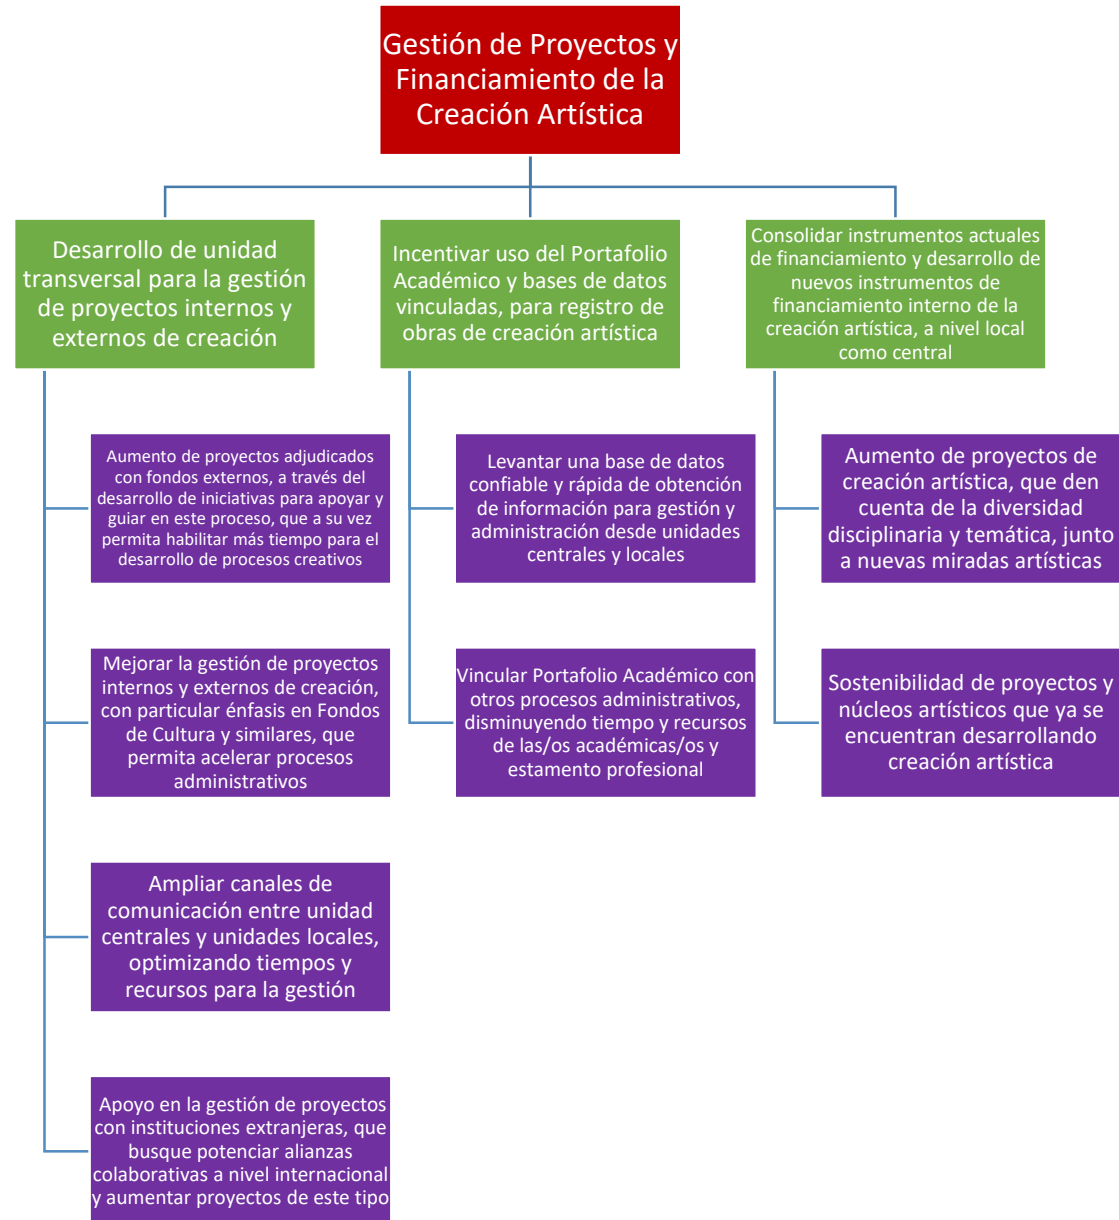 Gestión de Proyectos y
Financiamiento de la
Creación Artística
Desarrollo de unidad
transversal para la gestión
de proyectos internos y
externos de creación
Incentivar uso del Portafolio
Académico y bases de datos
vinculadas, para registro de
obras de creación artística
Consolidar instrumentos actuales
de financiamiento y desarrollo de
nuevos instrumentos de
financiamiento interno de la
creación artística, a nivel local
como central
Aumento de proyectos adjudicados
con fondos externos, a través del
desarrollo de iniciativas para apoyar y
guiar en este proceso, que a su vez
permita habilitar más tiempo para el
desarrollo de procesos creativos
Mejorar la gestión de proyectos
internos y externos de creación,
con particular énfasis en Fondos
de Cultura y similares, que
permita acelerar procesos
administrativos
Ampliar canales de
comunicación entre unidad
centrales y unidades locales,
optimizando tiempos y
recursos para la gestión
Apoyo en la gestión de proyectos
con instituciones extranjeras, que
busque potenciar alianzas
colaborativas a nivel internacional
y aumentar proyectos de este tipo
Levantar una base de datos
confiable y rápida de obtención
de información para gestión y
administración desde unidades
centrales y locales
Vincular Portafolio Académico con
otros procesos administrativos,
disminuyendo tiempo y recursos
de las/os académicas/os y
estamento profesional
Aumento de proyectos de
creación artística, que den
cuenta de la diversidad
disciplinaria y temática, junto
a nuevas miradas artísticas
Sostenibilidad de proyectos y
núcleos artísticos que ya se
encuentran desarrollando
creación artística